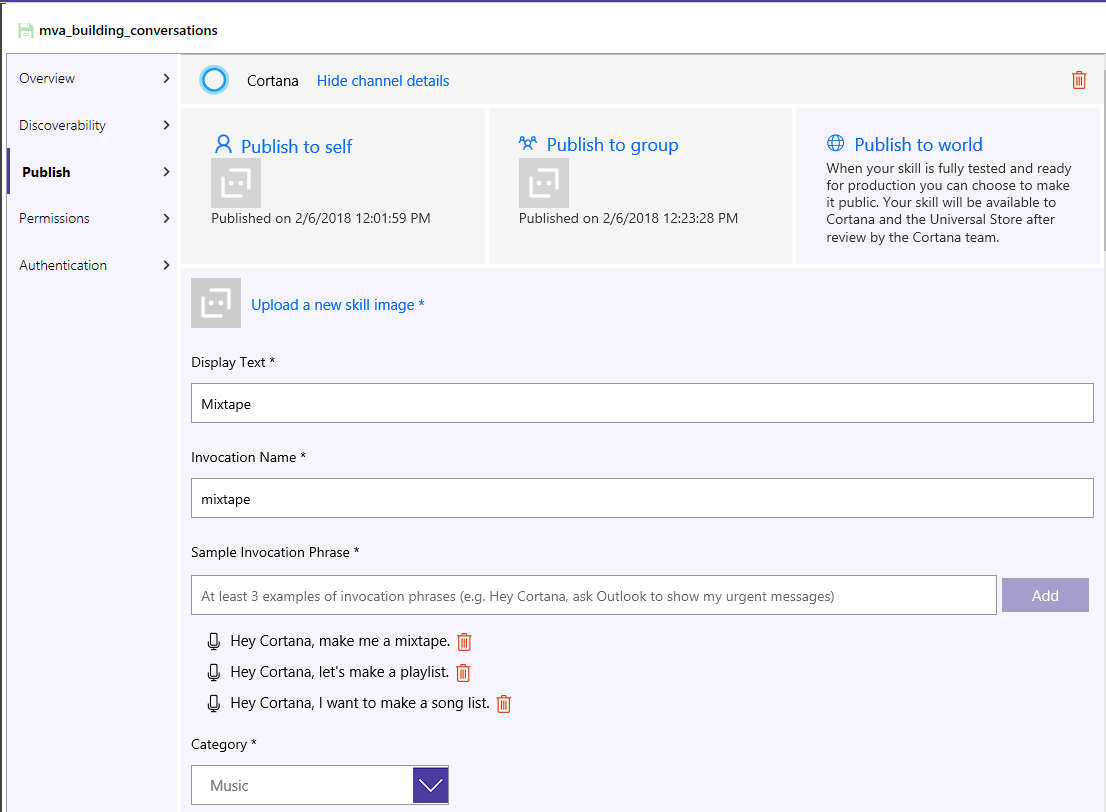 mva_building_conversations
Overview
Discoverability
Publish
Permissions
Authentication
Cortana Hide channel details
Publish to self
Published on 2/6/2018 12:01:59 PM
Publish to group
Published on 2/6/2018 12:23:28 PM
Publish to world
When your skill is fully tested and ready
for production you can choose to make
it public. Your skill will be available to
Cortana and the Universal Store after
review by the Cortana team.
Upload a new skill image *
Display Text *
Mixtape
Invocation Name *
mixtape
Sample Invocation Phrase *
At least 3 examples of invocation phrases (e.g. Hey Cortana, ask Outlook to show my urgent messages) Add
Hey Cortana, make me a mixtape.
Hey Cortana, let's make a playlist.
Hey Cortana, I want to make a song list.
Category *
Music